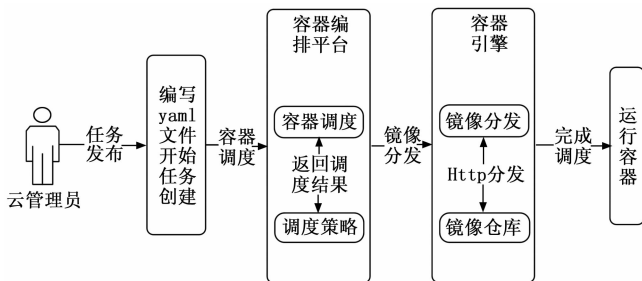 云管理员
任务
发布
编写
yaml
文件
开始
任务
创建
容器
调度
容器编
排平台
容器调度
返回调
度结果
调度策略
镜像
分发
容器
引擎
镜像分发
Http分发
镜像仓库
完成
调度
运行容器